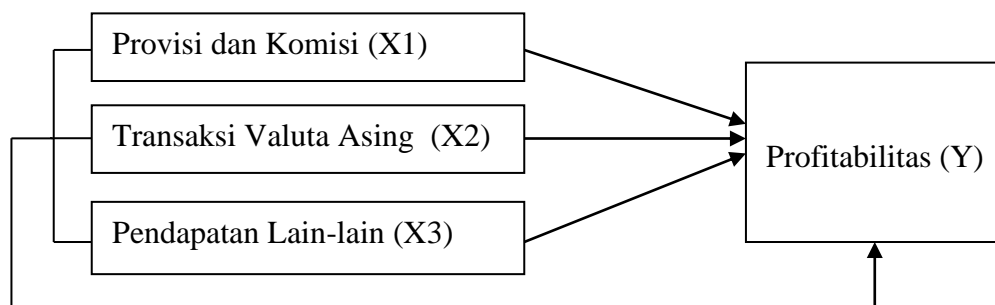 Provisi dan Komisi (X1)
Transaksi Valuta Asing (X2)
Profitabilitas (Y)
Pendapatan Lain-lain (X3)